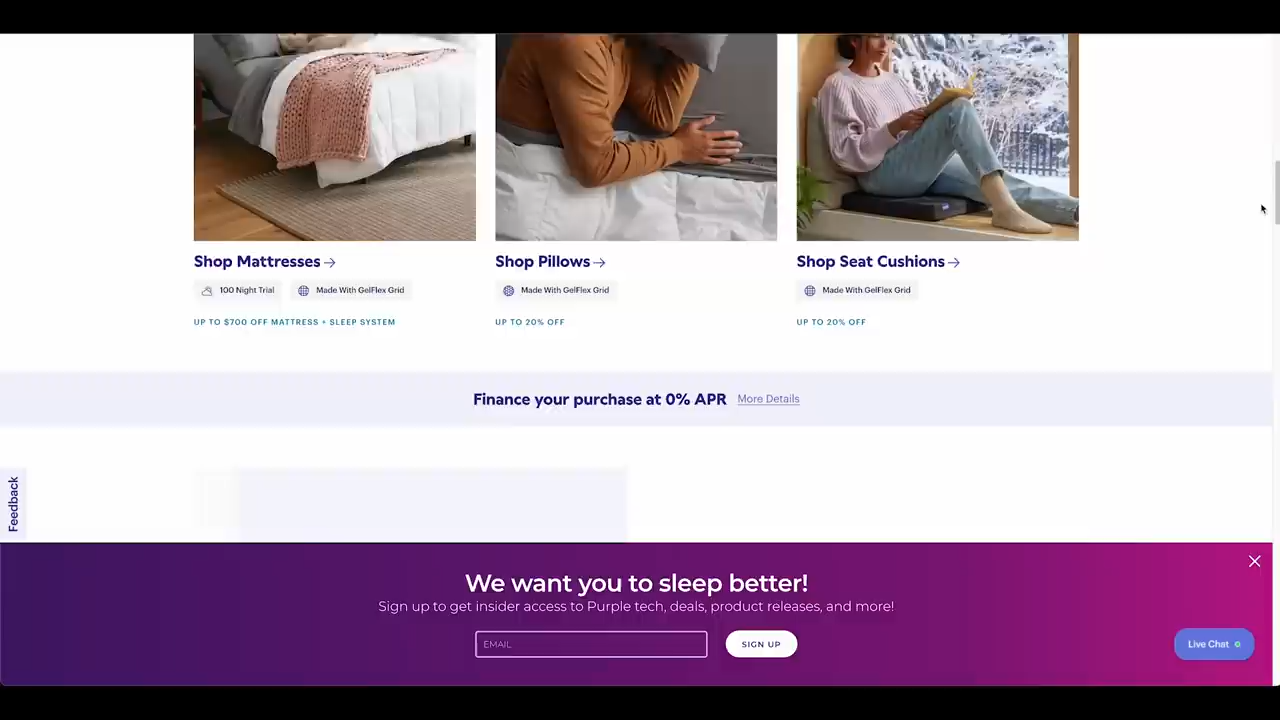 Shop Mattresses →
Shop Pillows →
Shop Seat Cushions →
100 Night Trial
Made With GelFlex Grid
Made With GelFlex Grid
Made With GelFlex Grid
UP TO $700 OFF MATTRESS + SLEEP SYSTEM
UP TO 20% OFF
UP TO 20% OFF
Finance your purchase at 0% APR More Details
Feedback
We want you to sleep better!
Sign up to get insider access to Purple tech, deals, product releases, and more!
EMAIL
SIGN UP
Live Chat